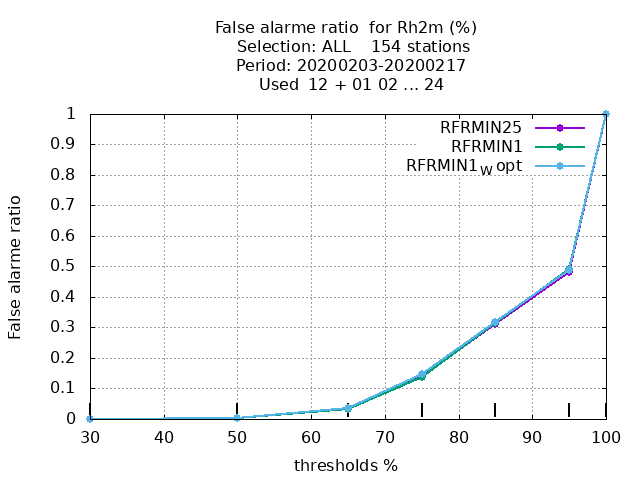 False alarme ratio  for Rh2m (%)
Selection: ALL    154 stations
Period: 20200203-20200217
Used  12 + 01 02 ... 24
1
0.9
0.8
0.7
0.6
0.5
0.4
0.3
0.2
0.1
0
False alarme ratio
RFRMIN25
RFRMIN1
RFRMIN1W opt
30 40 50 60 70 80 90 100
thresholds %